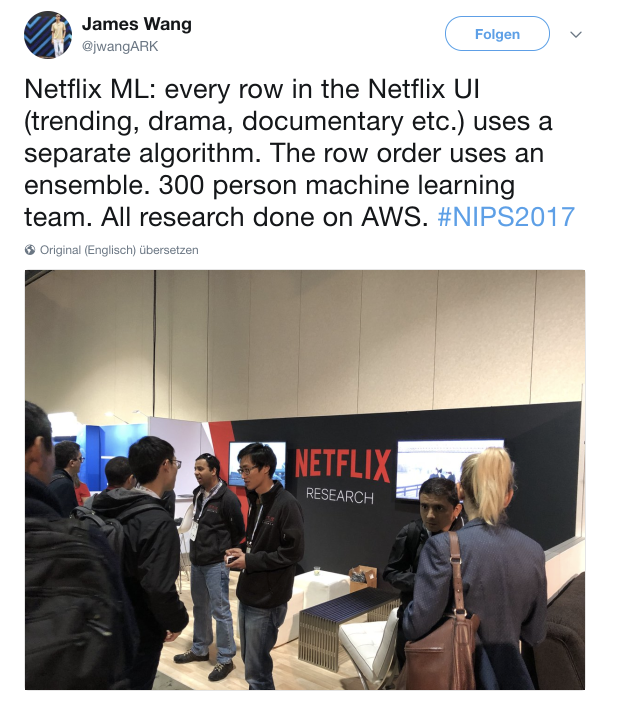 James Wang
@jwangARK
Folgen
Netflix ML: every row in the Netflix UI
(trending, drama, documentary etc.) uses a
separate algorithm. The row order uses an
ensemble. 300 person machine learning
team. All research done on AWS. #NIPS2017
Original (Englisch) übersetzen
NETFLIX
RESEARCH